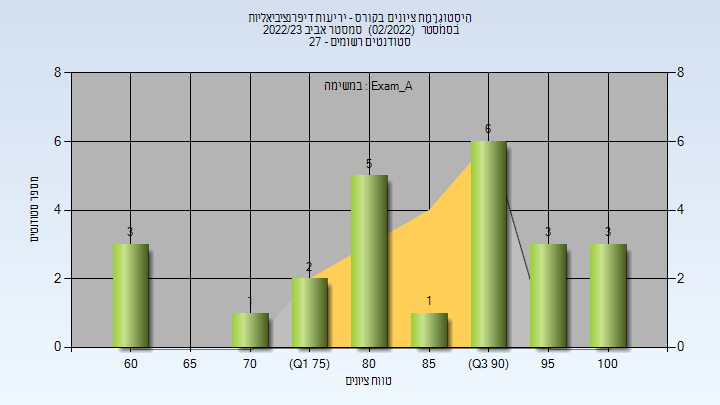 היסטוגרמת ציונים בקורס - יריעות דיפרנציביאליות
בסמסטר (02/2022) סמסטר אביב 2022/23
סטודנטים רשומים - 27
במשימה : Exam_A
מספר סטודנטים
8 8
6 6
4 4
2 2
0 0
3 1 2 5 1 6 3 3
60 65 70 (Q1 75) 80 85 (Q3 90) 95 100
טווח ציונים